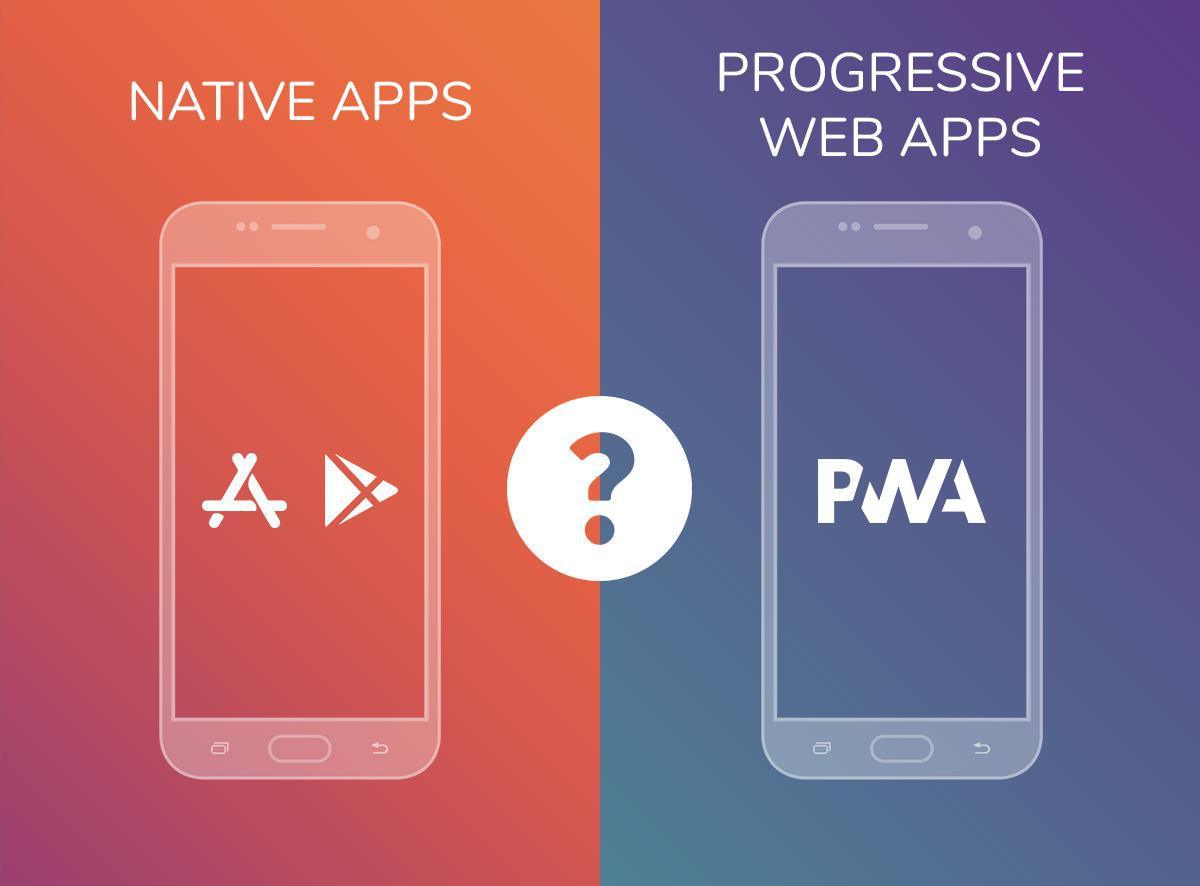 NATIVE APPS
PROGRESSIVE
WEB APPS
?
PWA